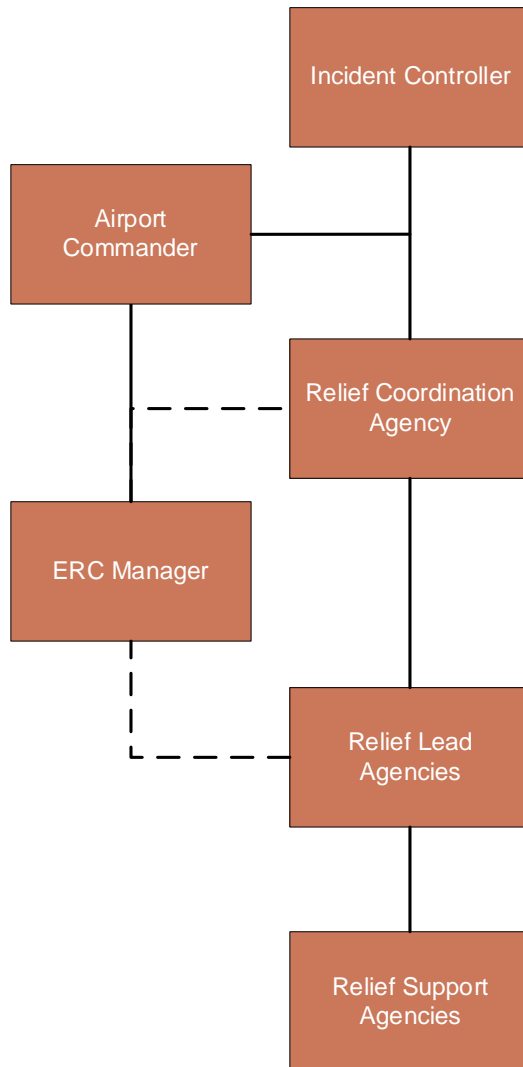 Incident Controller
Airport
Commander
Relief Coordination
Agency
ERC Manager
Relief Lead
Agencies
Relief Support
Agencies